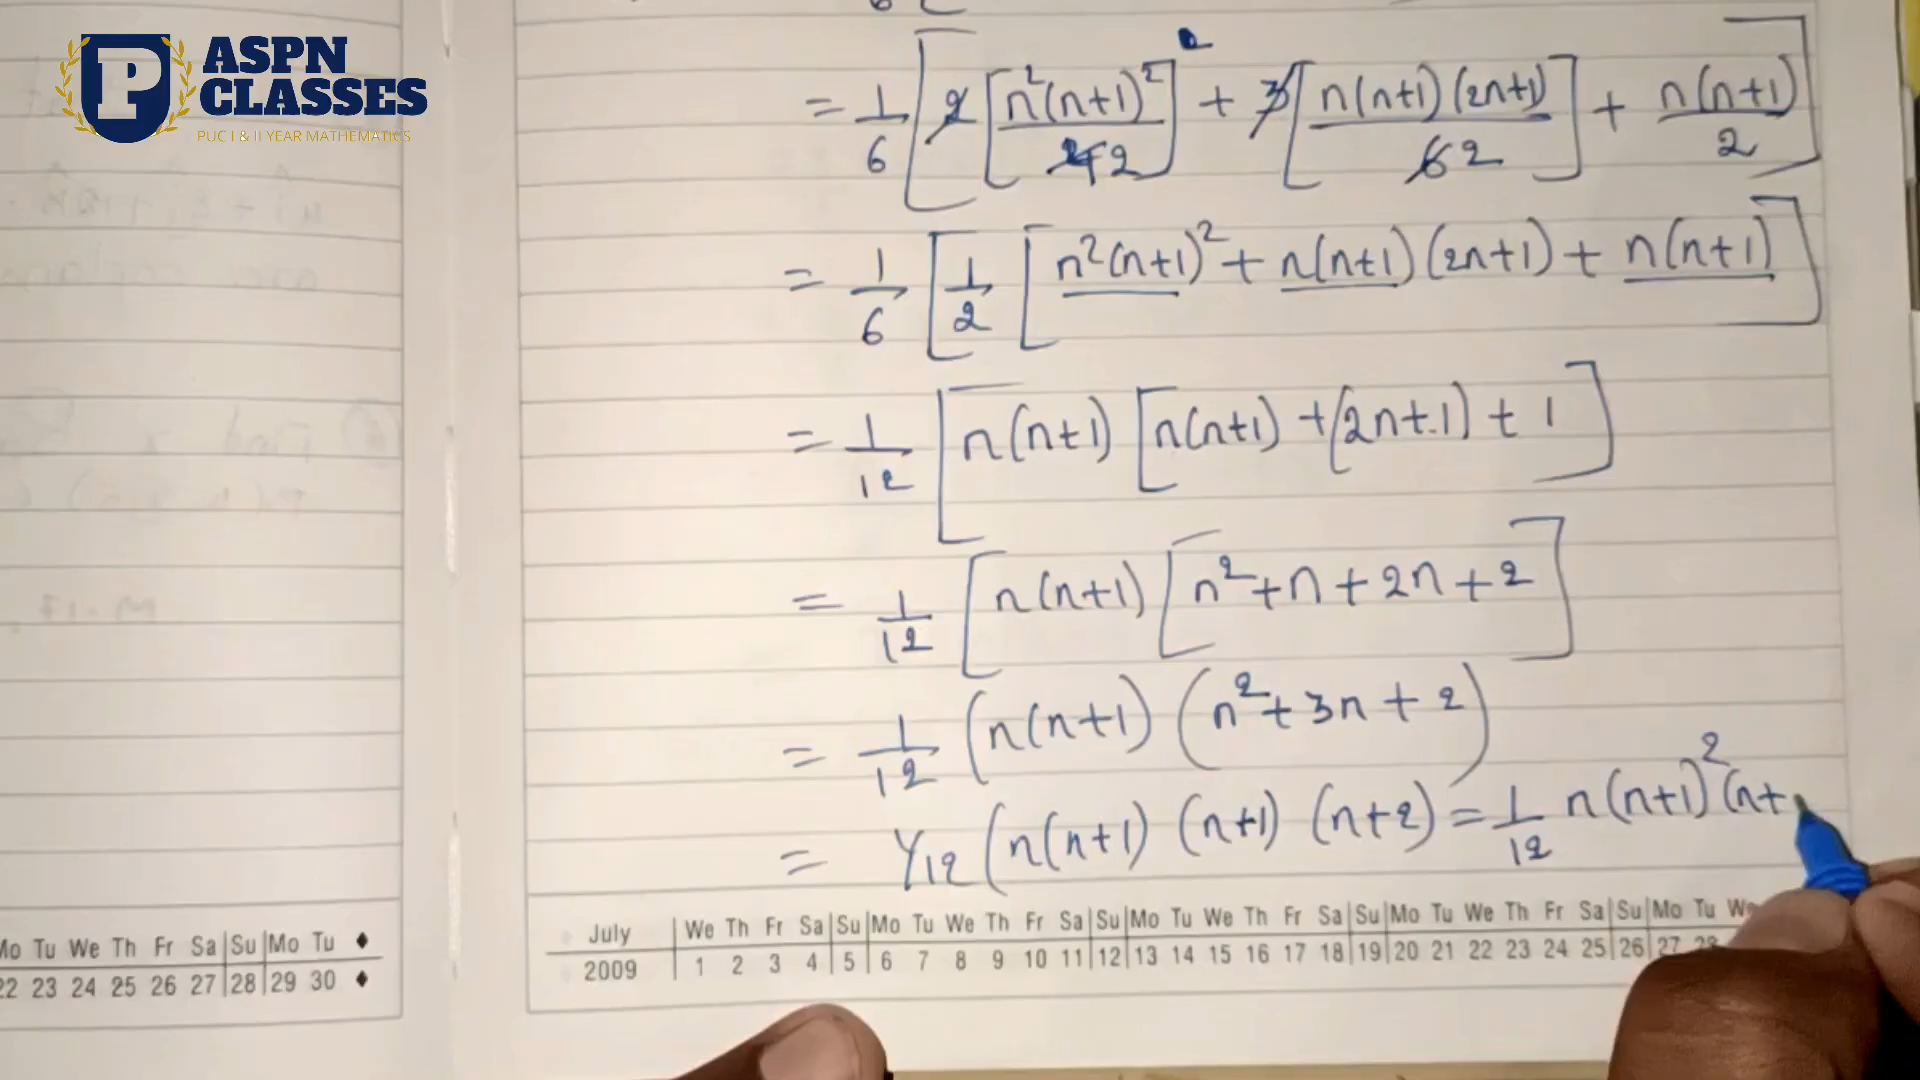 ASPN
CLASSES
PUC I & II YEAR MATHEMATICS
= 1/6 [ 2 [ n²(n+1)² / 4 2 ] + 3 [ n(n+1)(2n+1) / 6 2 ] + n(n+1) / 2 ]
= 1/6 [ 1/2 [ n²(n+1)² + n(n+1)(2n+1) + n(n+1) ]
= 1/12 [ n(n+1) [ n(n+1) + (2n+1) + 1 ]
= 1/12 [ n(n+1) [ n² + n + 2n + 2 ]
= 1/12 (n(n+1) (n² + 3n + 2)
= 1/12 (n(n+1) (n+1) (n+2) = 1/12 n(n+1)² (n+
Mo Tu We Th Fr Sa Su Mo Tu ♦
22 23 24 25 26 27 28 29 30 ♦
July We Th Fr Sa Su Mo Tu We Th Fr Sa Su Mo Tu We Th Fr Sa Su Mo Tu We Th Fr Sa Su Mo Tu We
2009 1 2 3 4 5 6 7 8 9 10 11 12 13 14 15 16 17 18 19 20 21 22 23 24 25 26 27 28